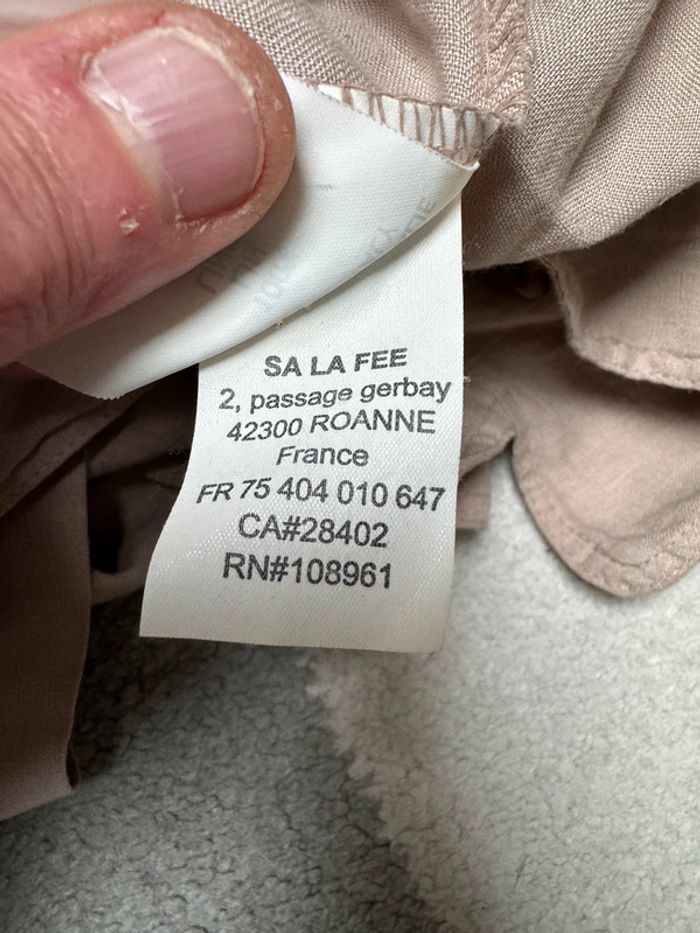 SA LA FEE
2, passage gerbay
42300 ROANNE
France
FR 75 404 010 647
CA#28402
RN#108961